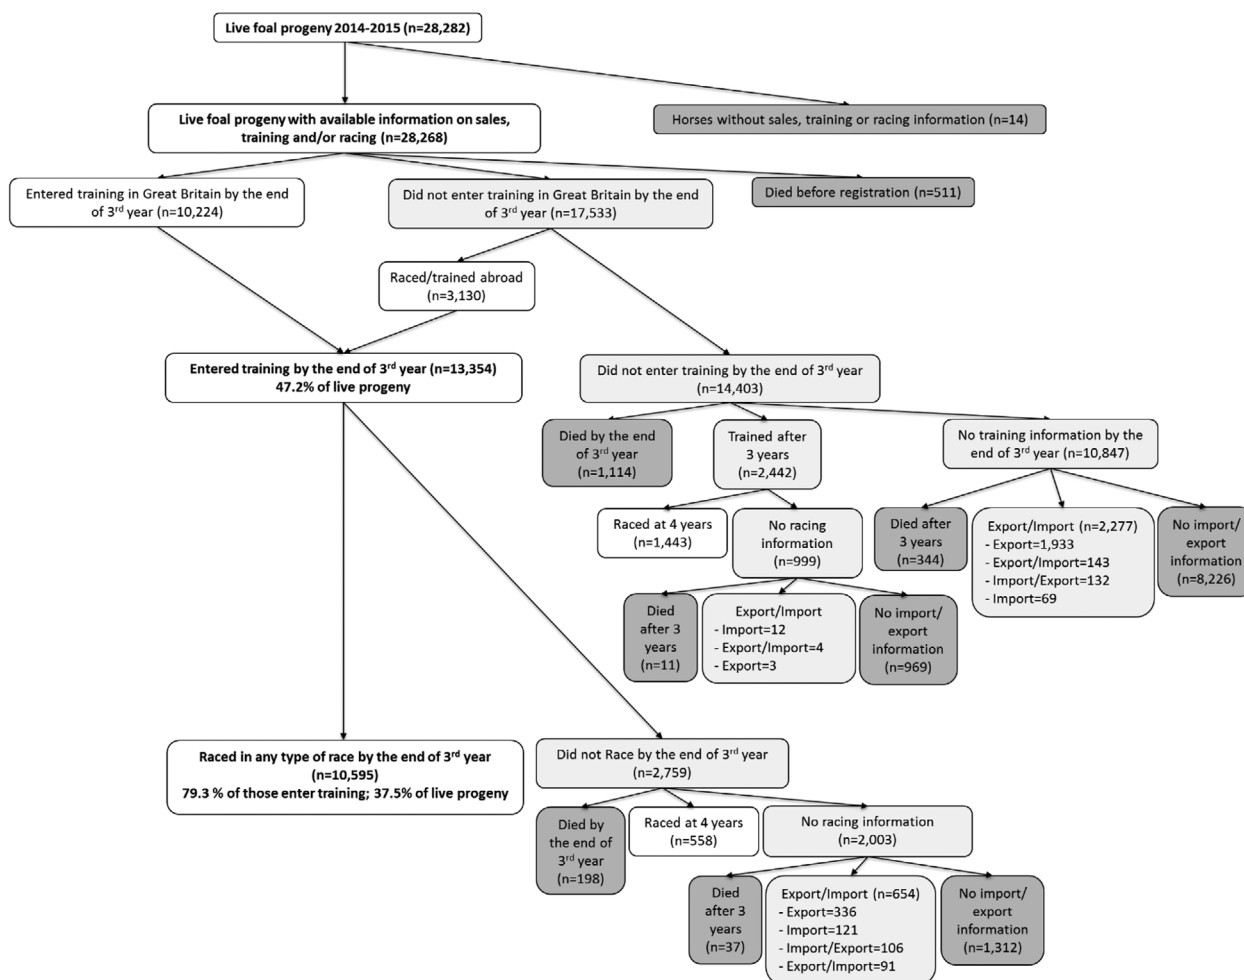 Live foal progeny 2014-2015 (n=28,282)
Live foal progeny with available information on sales,
training and/or racing (n=28,268)
Horses without sales, training or racing information (n=14)
Entered training in Great Britain by the end
of 3rd year (n=10,224)
Did not enter training in Great Britain by the end
of 3rd year (n=17,533)
Died before registration (n=511)
Raced/trained abroad
(n=3,130)
Entered training by the end of 3rd year (n=13,354)
47.2% of live progeny
Did not enter training by the end of 3rd year
(n=14,403)
Died by the end
of 3rd year
(n=1,114)
Trained after
3 years
(n=2,442)
No training information by the
end of 3rd year (n=10,847)
Raced at 4 years
(n=1,443)
No racing
information
(n=999)
Died after
3 years
(n=344)
Export/Import (n=2,277)
- Export=1,933
- Export/Import=143
- Import/Export=132
- Import=69
No import/
export
information
(n=8,226)
Died
after 3
years
(n=11)
Export/Import
- Import=12
- Export/Import=4
- Export=3
No import/
export
information
(n=969)
Raced in any type of race by the end of 3rd year
(n=10,595)
79.3 % of those enter training; 37.5% of live progeny
Did not Race by the end of 3rd year
(n=2,759)
Died by
the end of
3rd year
(n=198)
Raced at 4 years
(n=558)
No racing information
(n=2,003)
Died
after 3
years
(n=37)
Export/Import (n=654)
- Export=336
- Import=121
- Import/Export=106
- Export/Import=91
No import/
export
information
(n=1,312)